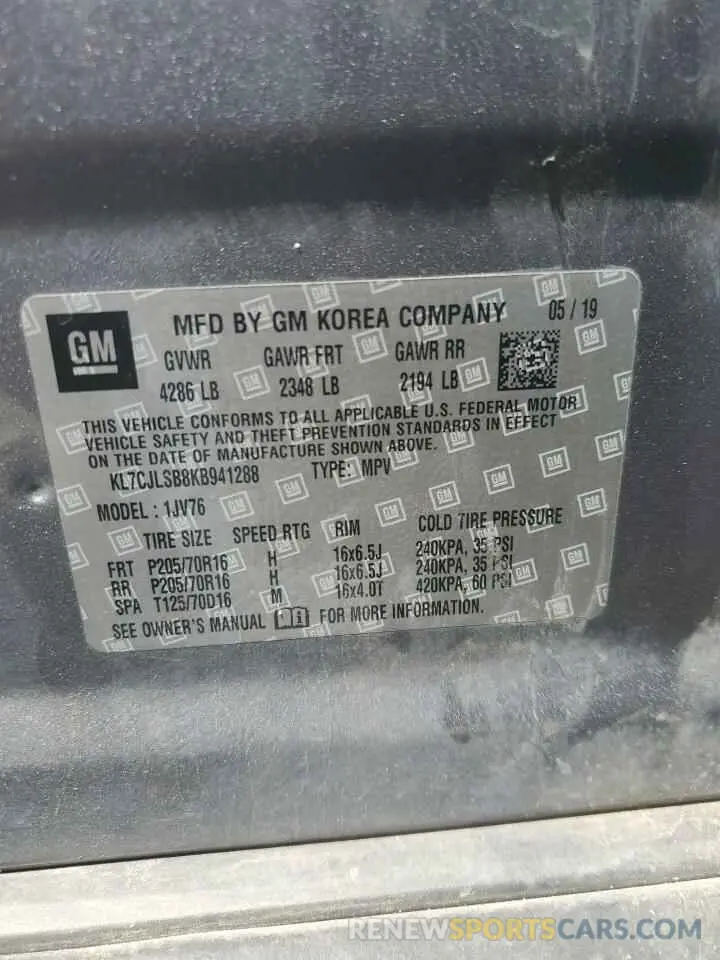 GM
MFD BY GM KOREA COMPANY 05 / 19
GVWR GAWR FRT GAWR RR
4286 LB 2348 LB 2194 LB
THIS VEHICLE CONFORMS TO ALL APPLICABLE U.S. FEDERAL MOTOR
VEHICLE SAFETY AND THEFT PREVENTION STANDARDS IN EFFECT
ON THE DATE OF MANUFACTURE SHOWN ABOVE.
KL7CJLSB8KB941288 TYPE: MPV
MODEL : 1JV76
TIRE SIZE SPEED RTG RIM COLD TIRE PRESSURE
FRT P205/70R16 H 16x6.5J 240KPA, 35 PSI
RR P205/70R16 H 16x6.5J 240KPA, 35 PSI
SPA T125/70D16 M 16x4.0T 420KPA, 60 PSI
SEE OWNER'S MANUAL FOR MORE INFORMATION.
RENEWSPORTSCARS.COM